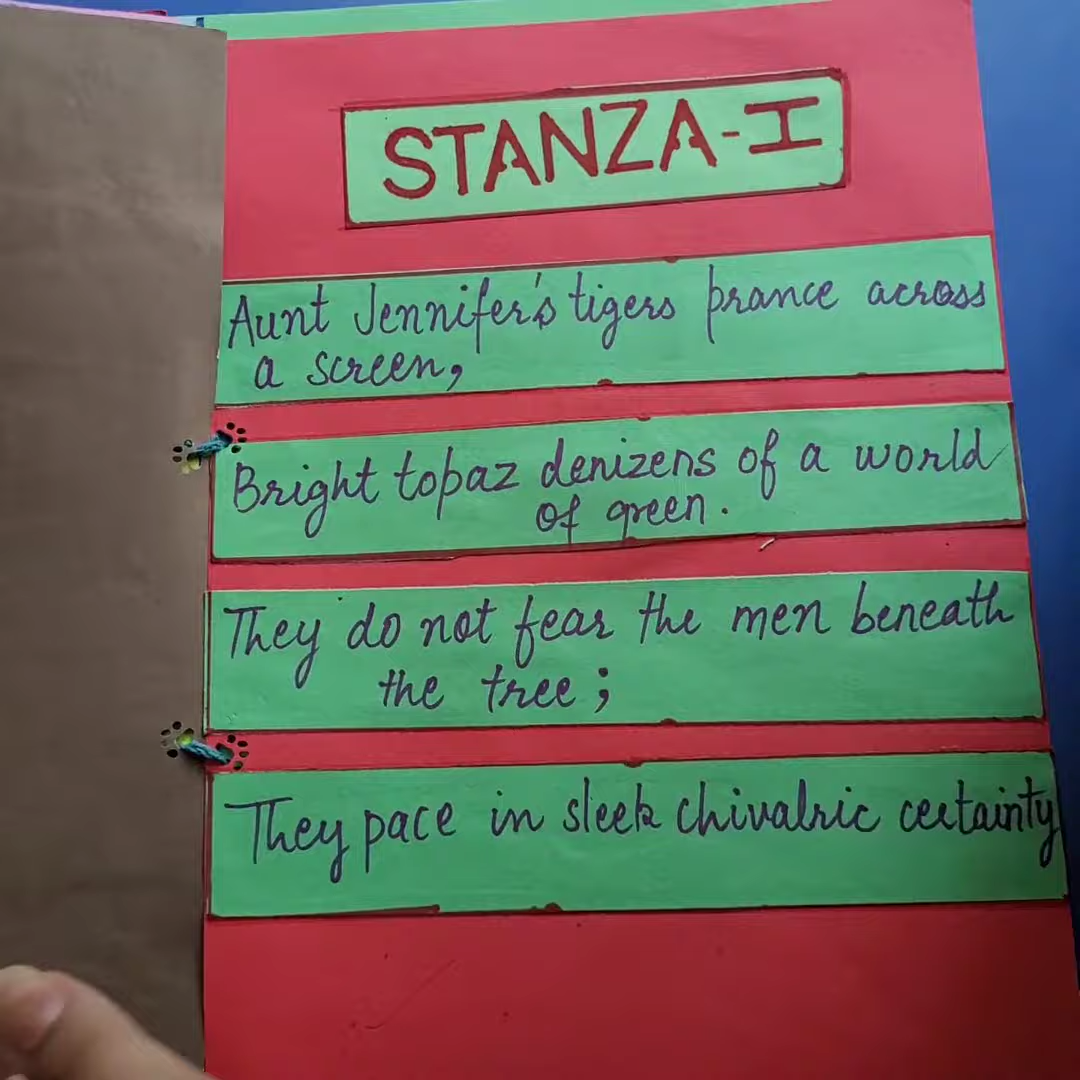 STANZA-I
Aunt Jennifer's tigers prance across
a screen,
Bright topaz denizens of a world
of green.
They do not fear the men beneath
the tree;
They pace in sleek chivalric certainty